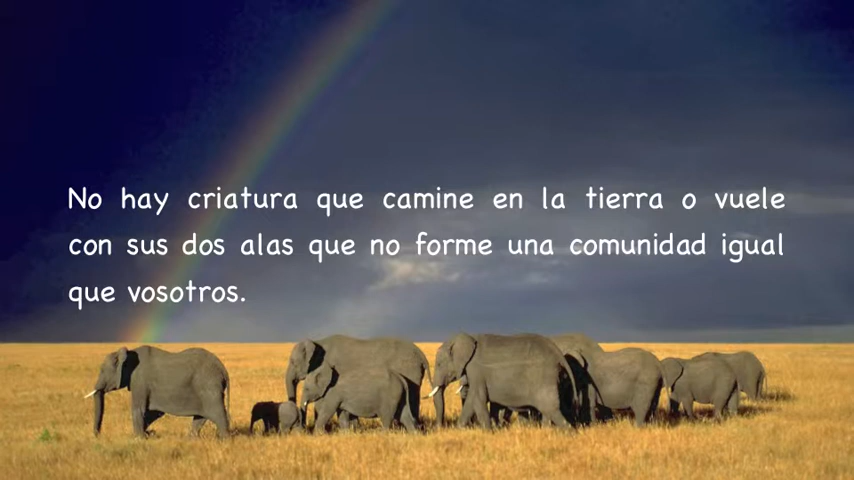 No hay criatura que camine en la tierra o vuele
con sus dos alas que no forme una comunidad igual
que vosotros.